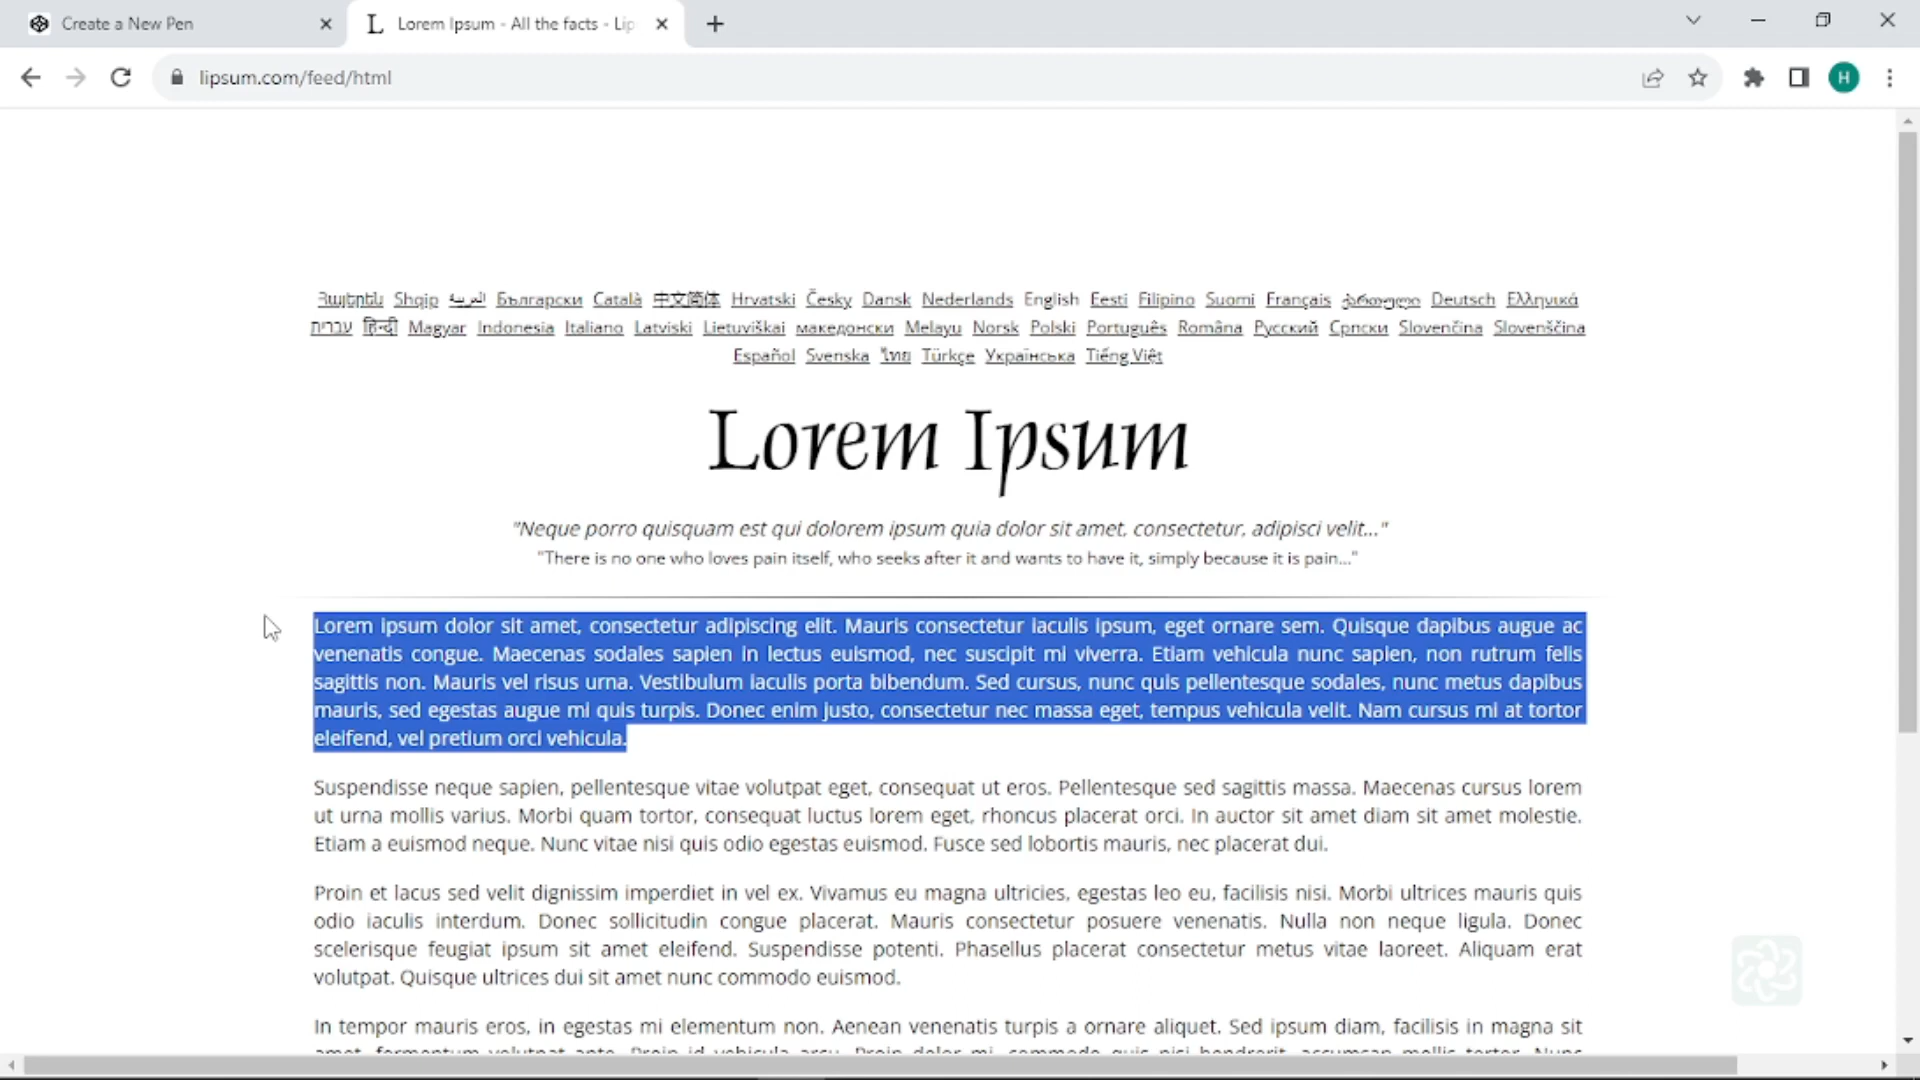 Create a New Pen
Lorem Ipsum - All the facts - Lip
lipsum.com/feed/html
H
Հայերեն Shqip العربية Български Català 中文简体 Hrvatski Česky Dansk Nederlands English Eesti Filipino Suomi Français ქართული Deutsch Ελληνικά
עברית हिन्दी Magyar Indonesia Italiano Latviski Lietuviškai македонски Melayu Norsk Polski Português Româna Русский Српски Slovenčina Slovenščina
Español Svenska ไทย Türkçe Українська Tiếng Việt
Lorem Ipsum
"Neque porro quisquam est qui dolorem ipsum quia dolor sit amet, consectetur, adipisci velit..."
"There is no one who loves pain itself, who seeks after it and wants to have it, simply because it is pain..."
Lorem ipsum dolor sit amet, consectetur adipiscing elit. Mauris consectetur iaculis ipsum, eget ornare sem. Quisque dapibus augue ac
venenatis congue. Maecenas sodales sapien in lectus euismod, nec suscipit mi viverra. Etiam vehicula nunc sapien, non rutrum felis
sagittis non. Mauris vel risus urna. Vestibulum iaculis porta bibendum. Sed cursus, nunc quis pellentesque sodales, nunc metus dapibus
mauris, sed egestas augue mi quis turpis. Donec enim justo, consectetur nec massa eget, tempus vehicula velit. Nam cursus mi at tortor
eleifend, vel pretium orci vehicula.
Suspendisse neque sapien, pellentesque vitae volutpat eget, consequat ut eros. Pellentesque sed sagittis massa. Maecenas cursus lorem
ut urna mollis varius. Morbi quam tortor, consequat luctus lorem eget, rhoncus placerat orci. In auctor sit amet diam sit amet molestie.
Etiam a euismod neque. Nunc vitae nisi quis odio egestas euismod. Fusce sed lobortis mauris, nec placerat dui.
Proin et lacus sed velit dignissim imperdiet in vel ex. Vivamus eu magna ultricies, egestas leo eu, facilisis nisi. Morbi ultrices mauris quis
odio iaculis interdum. Donec sollicitudin congue placerat. Mauris consectetur posuere venenatis. Nulla non neque ligula. Donec
scelerisque feugiat ipsum sit amet eleifend. Suspendisse potenti. Phasellus placerat consectetur metus vitae laoreet. Aliquam erat
volutpat. Quisque ultrices dui sit amet nunc commodo euismod.
In tempor mauris eros, in egestas mi elementum non. Aenean venenatis turpis a ornare aliquet. Sed ipsum diam, facilisis in magna sit